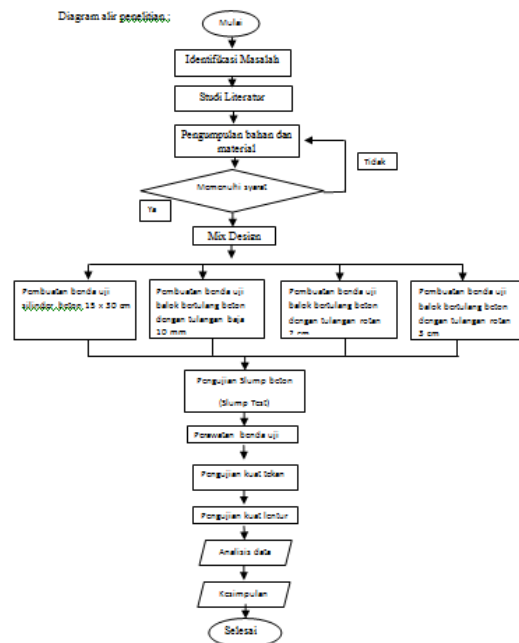 Diagram alir penelitian ;
Mulai
Identifikasi Masalah
Studi Literatur
Pengumpulan bahan dan
material
Tidak
Memenuhi syarat
Ya
Mix Design
Pembuatan benda uji
silinder beton 15 x 30 cm
Pembuatan benda uji
balok bertulang beton
dengan tulangan baja
10 mm
Pembuatan benda uji
balok bertulang beton
dengan tulangan rotan
2 cm
Pembuatan benda uji
balok bertulang beton
dengan tulangan rotan
3 cm
Pengujian Slump beton
(Slump Test)
Perawatan benda uji
Pengujian kuat tekan
Pengujian kuat lentur
Analisis data
Kesimpulan
Selesai